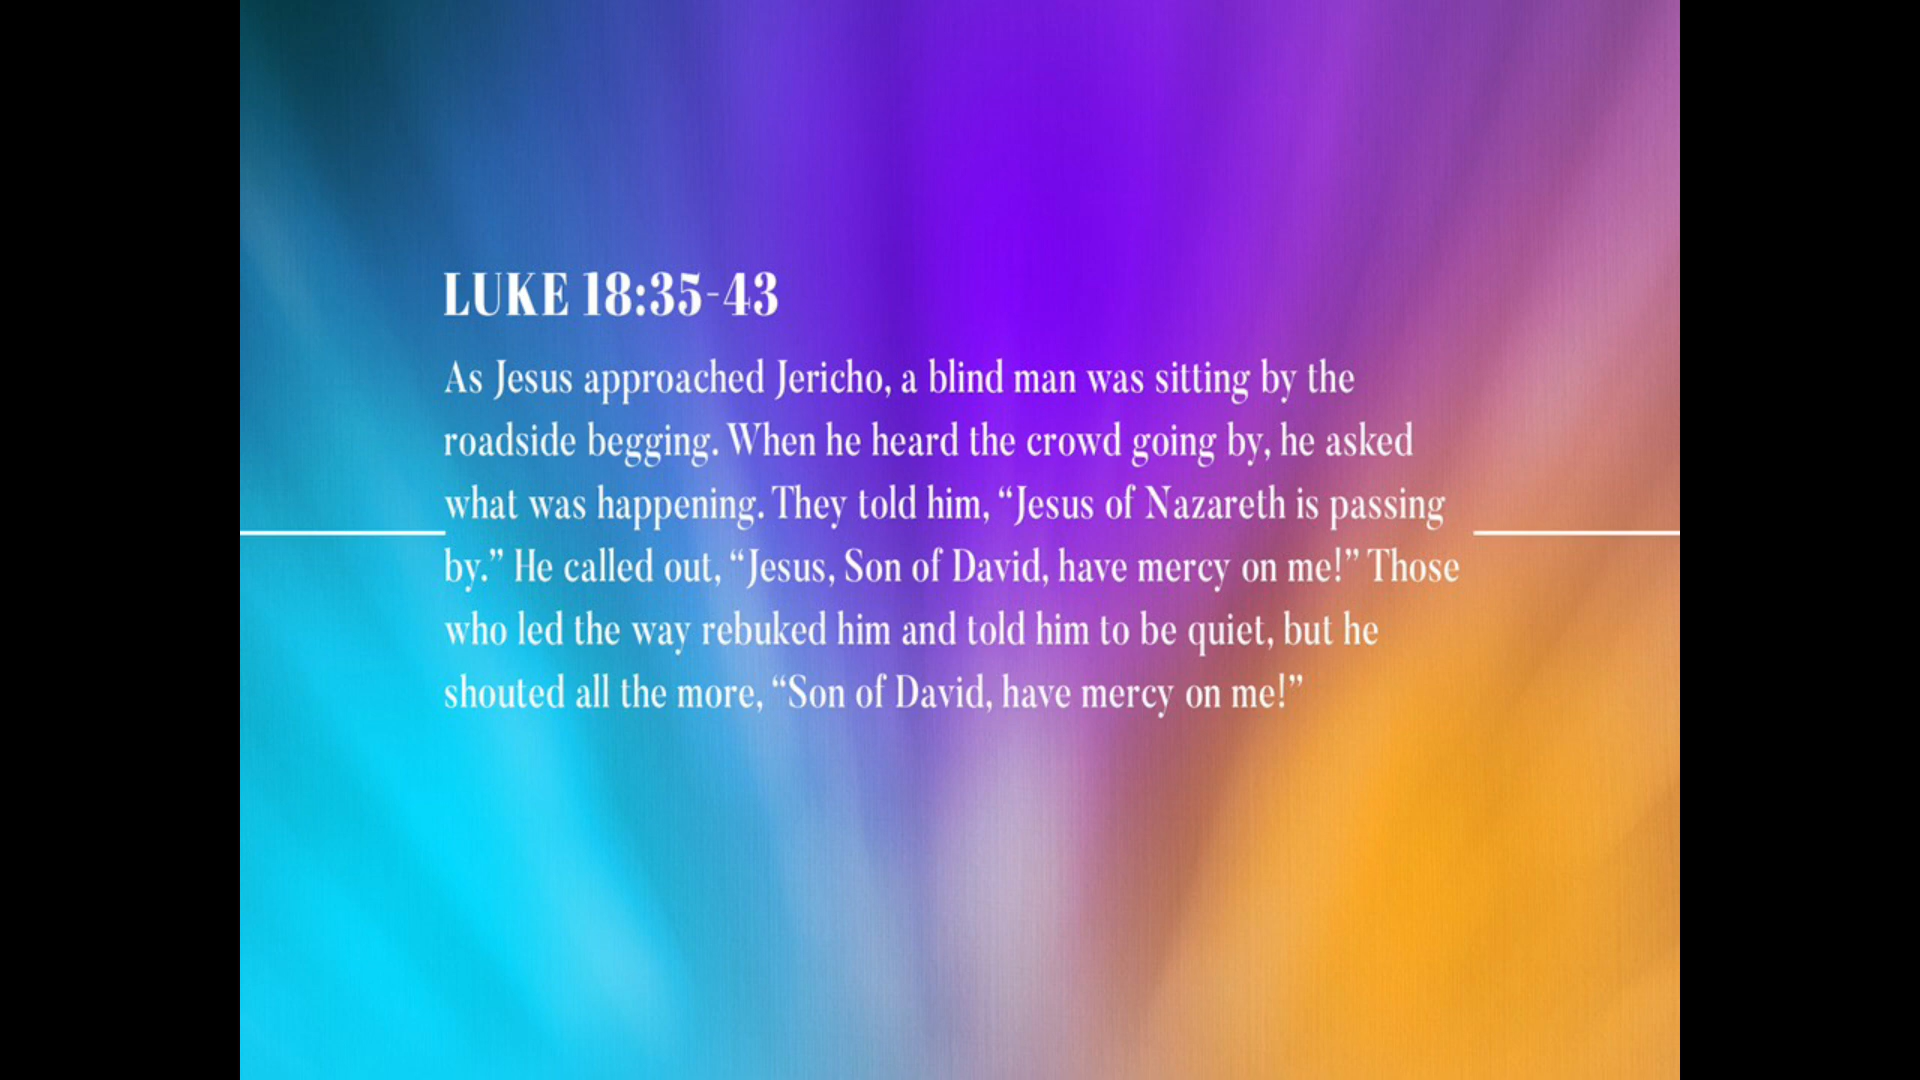 LUKE 18:35-43
As Jesus approached Jericho, a blind man was sitting by the
roadside begging. When he heard the crowd going by, he asked
what was happening. They told him, “Jesus of Nazareth is passing
by.” He called out, “Jesus, Son of David, have mercy on me!” Those
who led the way rebuked him and told him to be quiet, but he
shouted all the more, “Son of David, have mercy on me!”